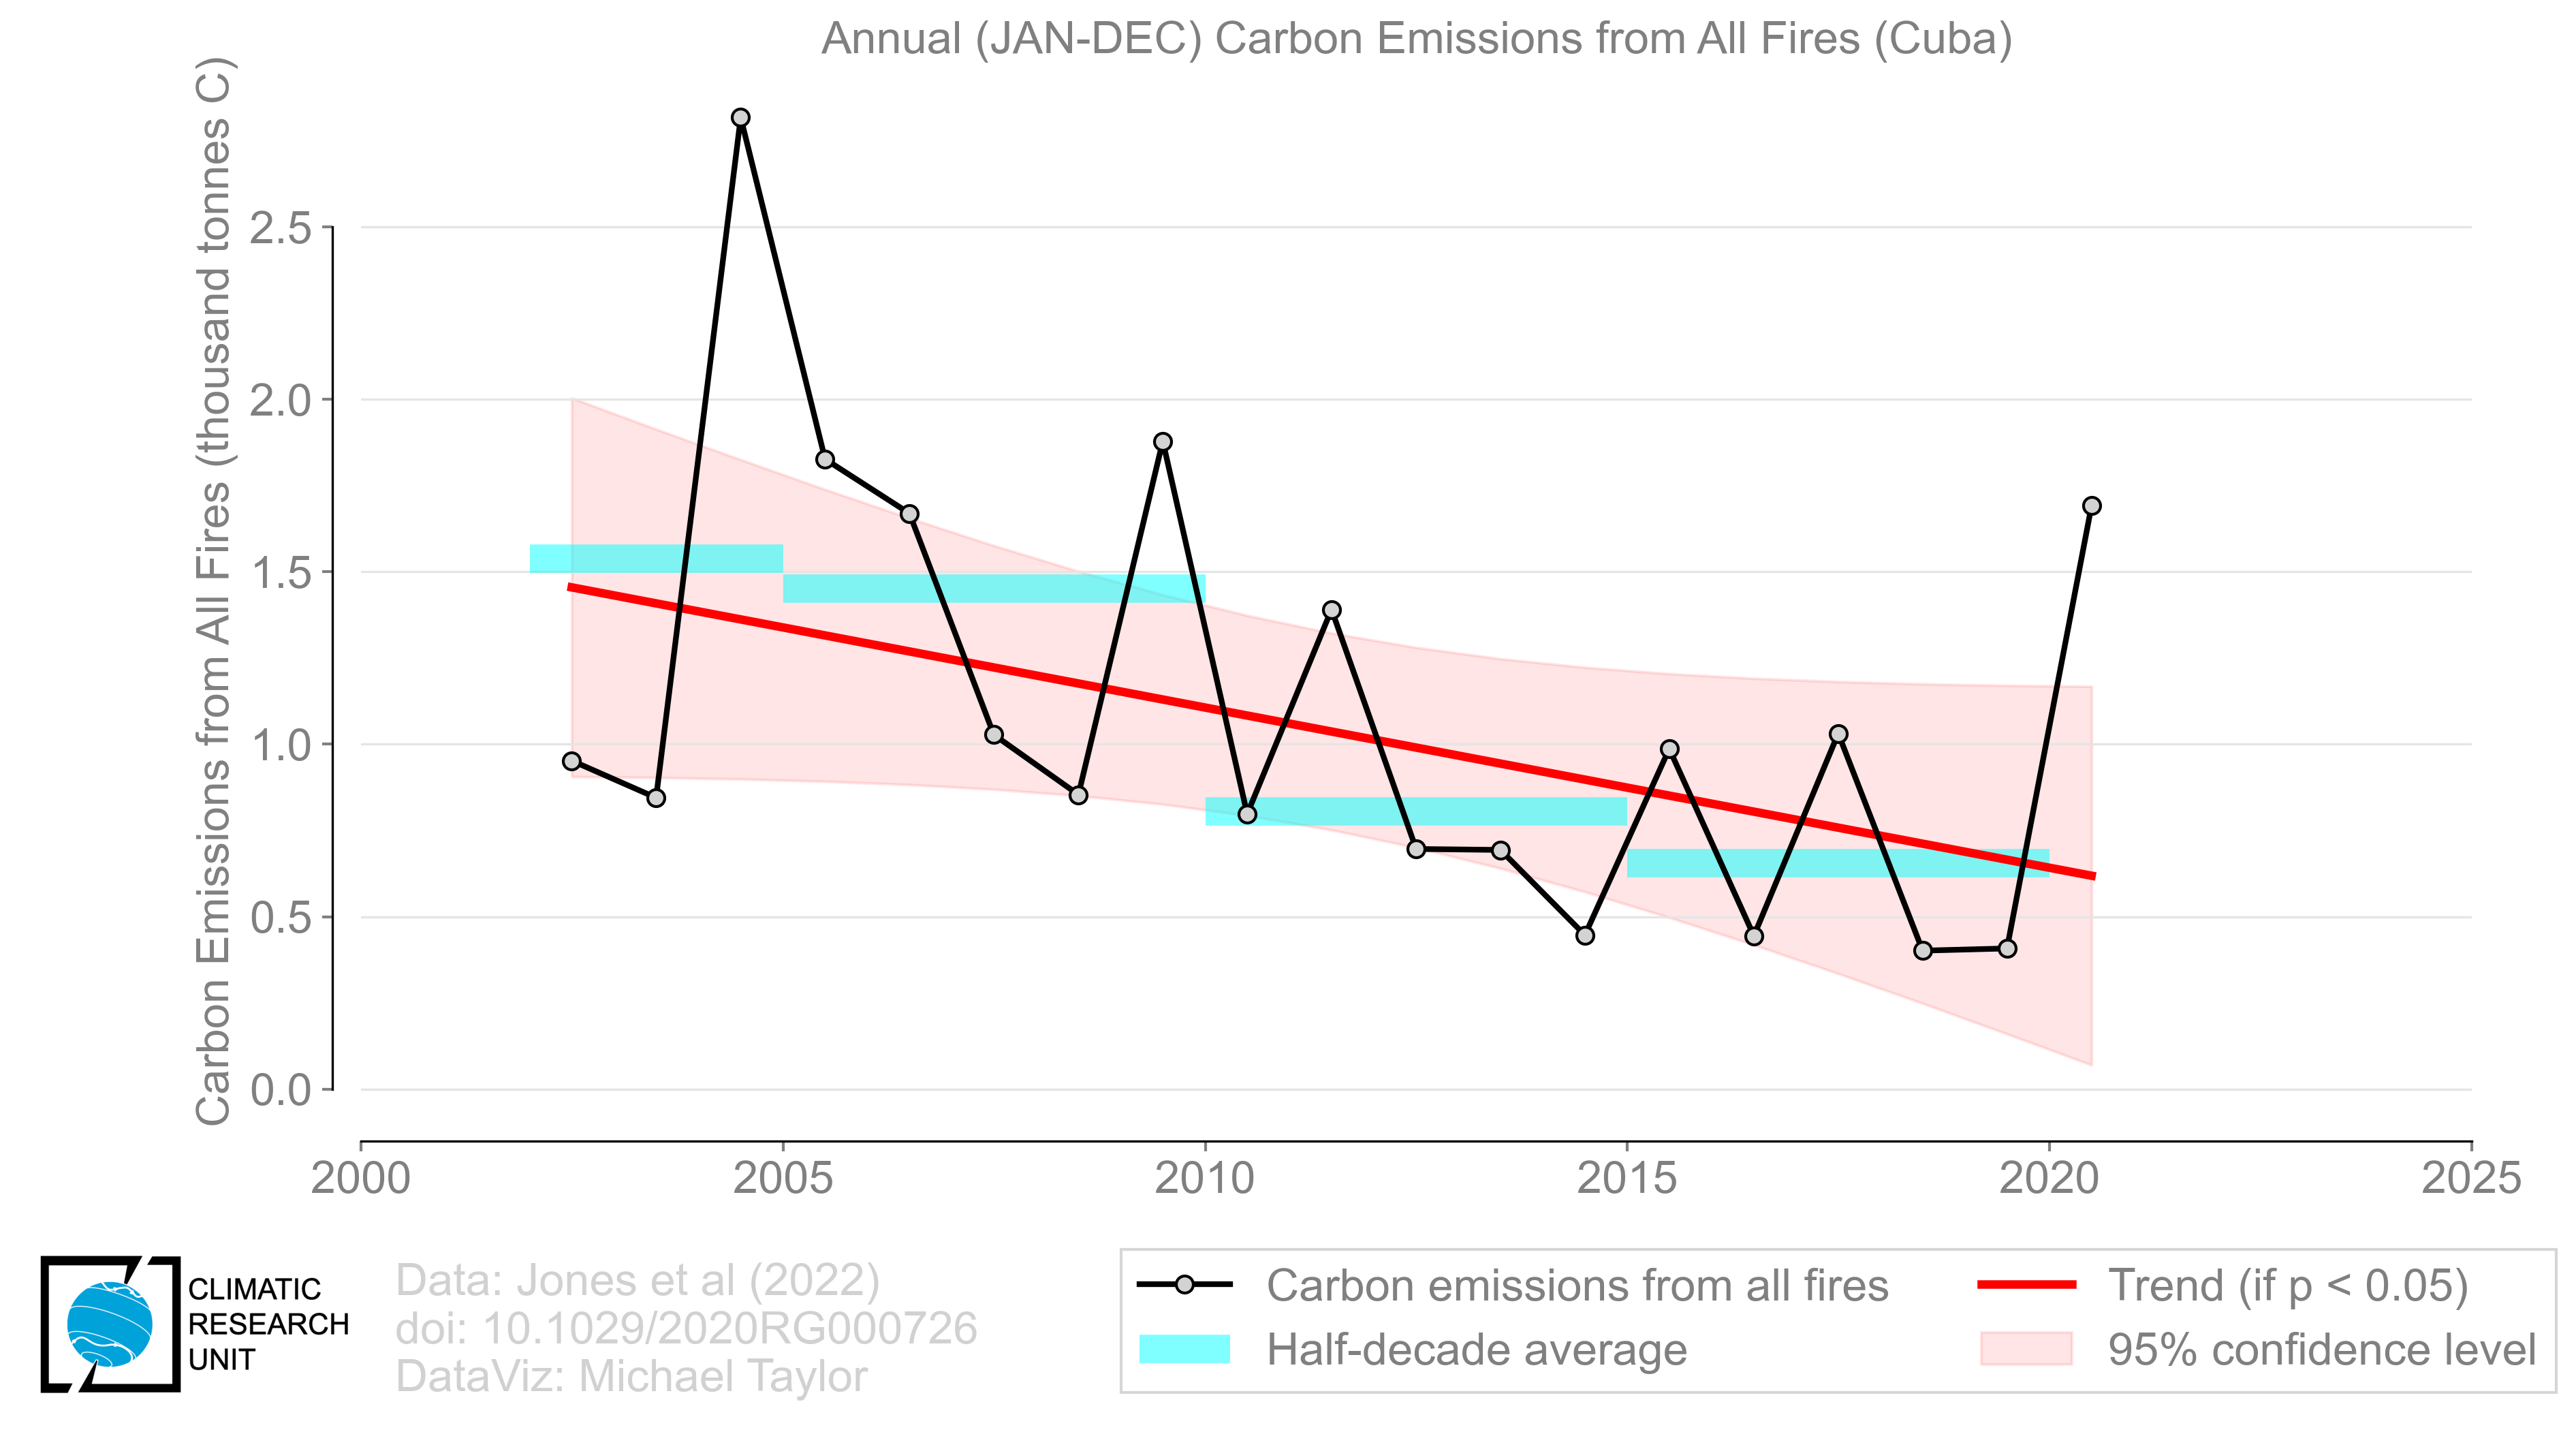 Annual (JAN-DEC) Carbon Emissions from All Fires (Cuba)
Carbon Emissions from All Fires (thousand tonnes C)
2.5
2.0
1.5
1.0
0.5
0.0
2000
2005
2010
2015
2020
2025
CLIMATIC
RESEARCH
UNIT
Data: Jones et al (2022)
doi: 10.1029/2020RG000726
DataViz: Michael Taylor
Carbon emissions from all fires
Half-decade average
Trend (if p < 0.05)
95% confidence level